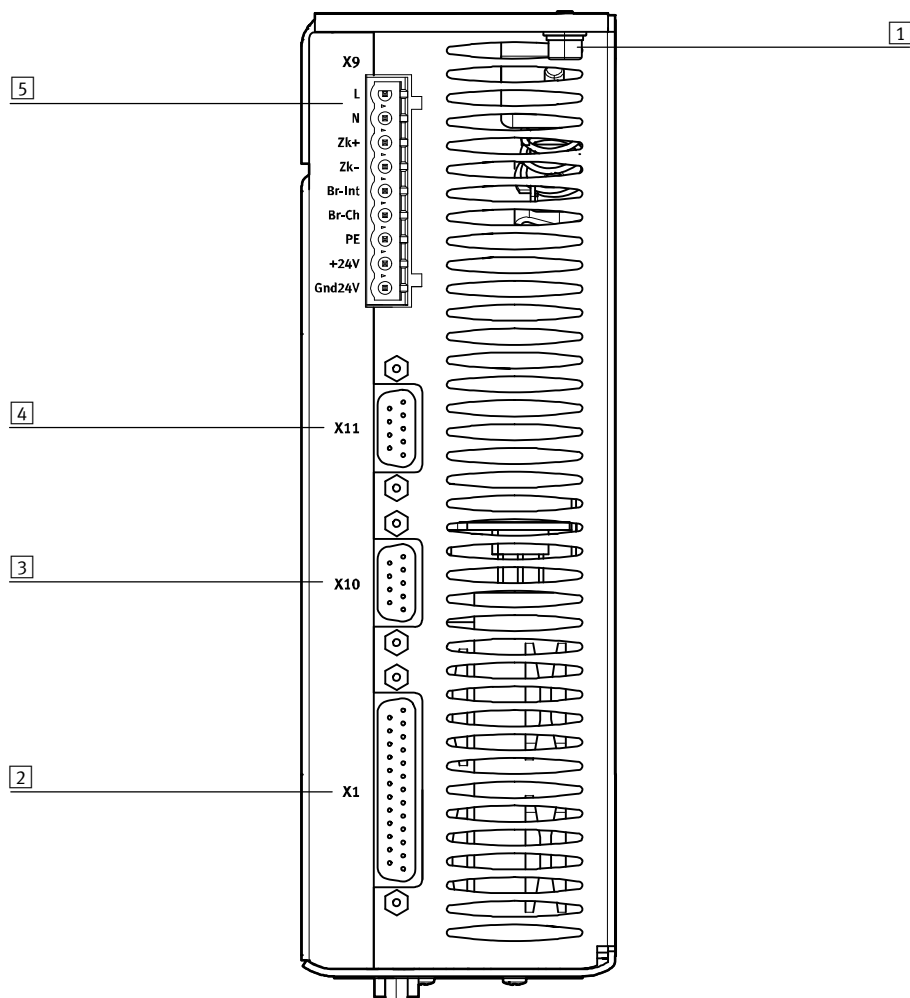 1
X9
5
L
N
Zk+
Zk–
Br-Int
Br-Ch
PE
+24V
Gnd24V
4
X11
3
X10
2
X1